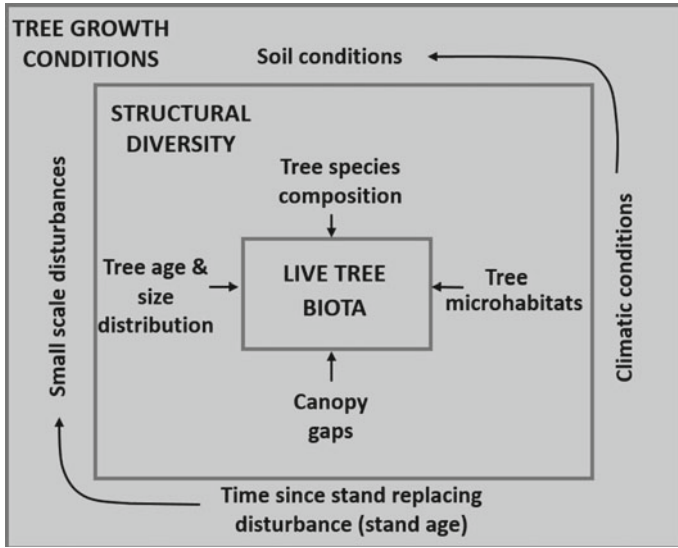 TREE GROWTH
CONDITIONS
Soil conditions
STRUCTURAL
DIVERSITY
Tree species
composition
Small scale disturbances
Tree age &
size
distribution
LIVE TREE
BIOTA
Tree
microhabitats
Climatic conditions
Canopy
gaps
Time since stand replacing
disturbance (stand age)